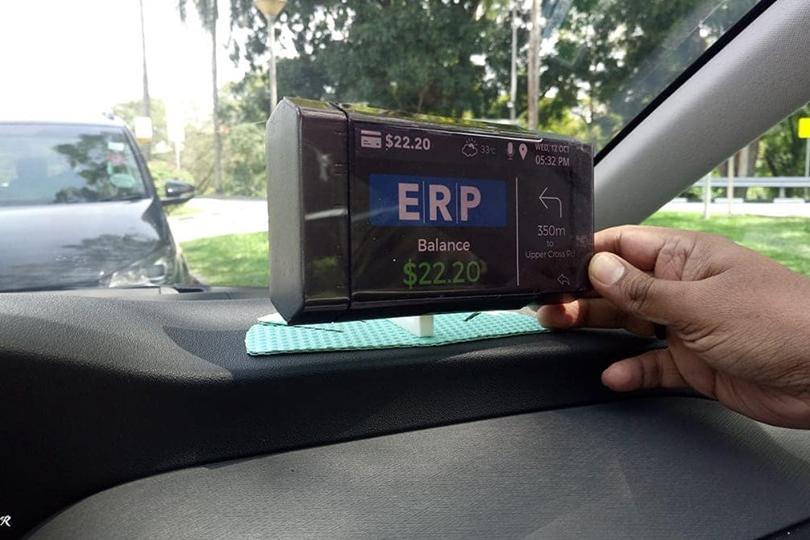 $22.20
33°C
WED, 12 OCT
05:32 PM
ERP
Balance
$22.20
350m
to
Upper Cross Rd
R